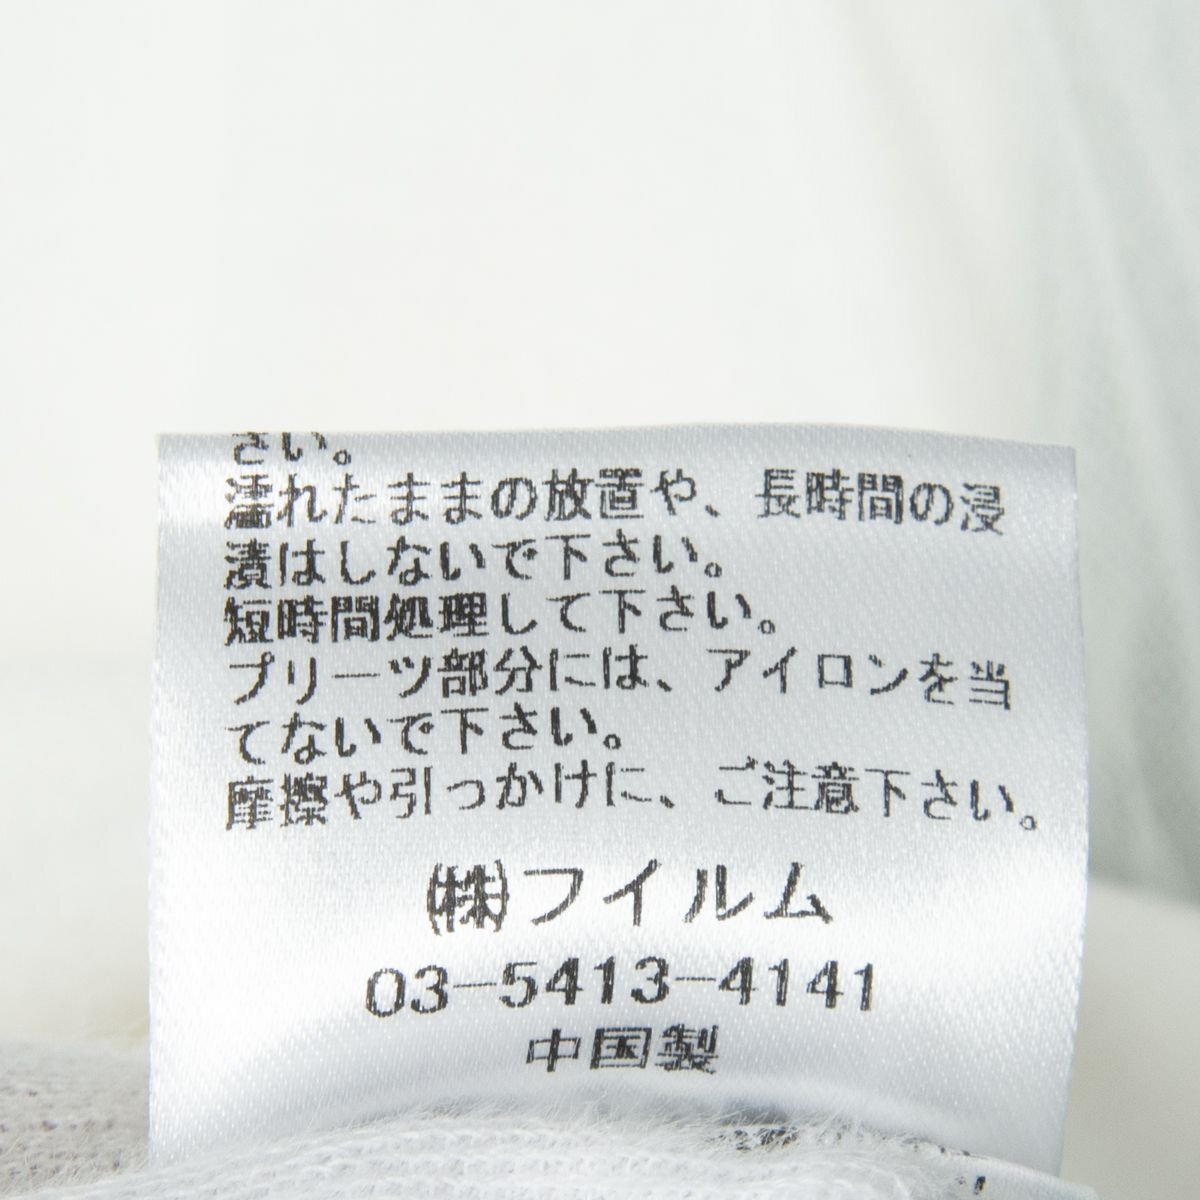 さい。
濡れたままの放置や、長時間の浸
漬はしないで下さい。
短時間処理して下さい。
プリーツ部分には、アイロンを当
てないで下さい。
摩擦や引っかけに、ご注意下さい。
㈱フイルム
03-5413-4141
中国製